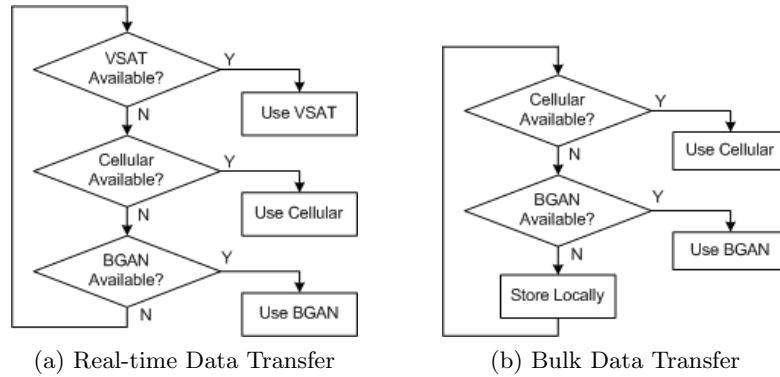 VSAT
Available?
Y
Use VSAT
N
Cellular
Available?
Y
Use Cellular
N
BGAN
Available?
Y
Use BGAN
N
(a) Real-time Data Transfer
Cellular
Available?
Y
Use Cellular
N
BGAN
Available?
Y
Use BGAN
N
Store Locally
(b) Bulk Data Transfer